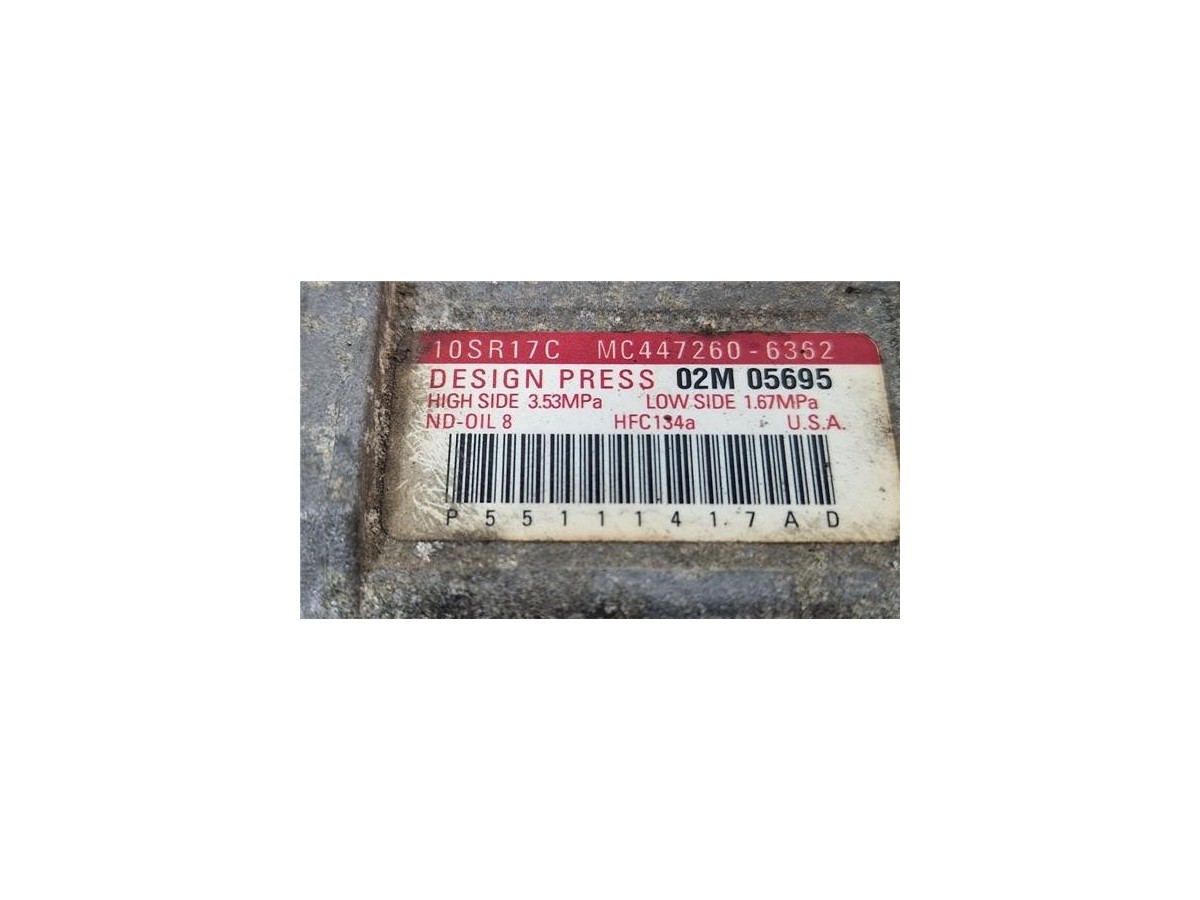 10SR17C MC447260-6362
DESIGN PRESS 02M 05695
HIGH SIDE 3.53MPa LOW SIDE 1.67MPa
ND-OIL 8 HFC134a U.S.A.
P55111417AD